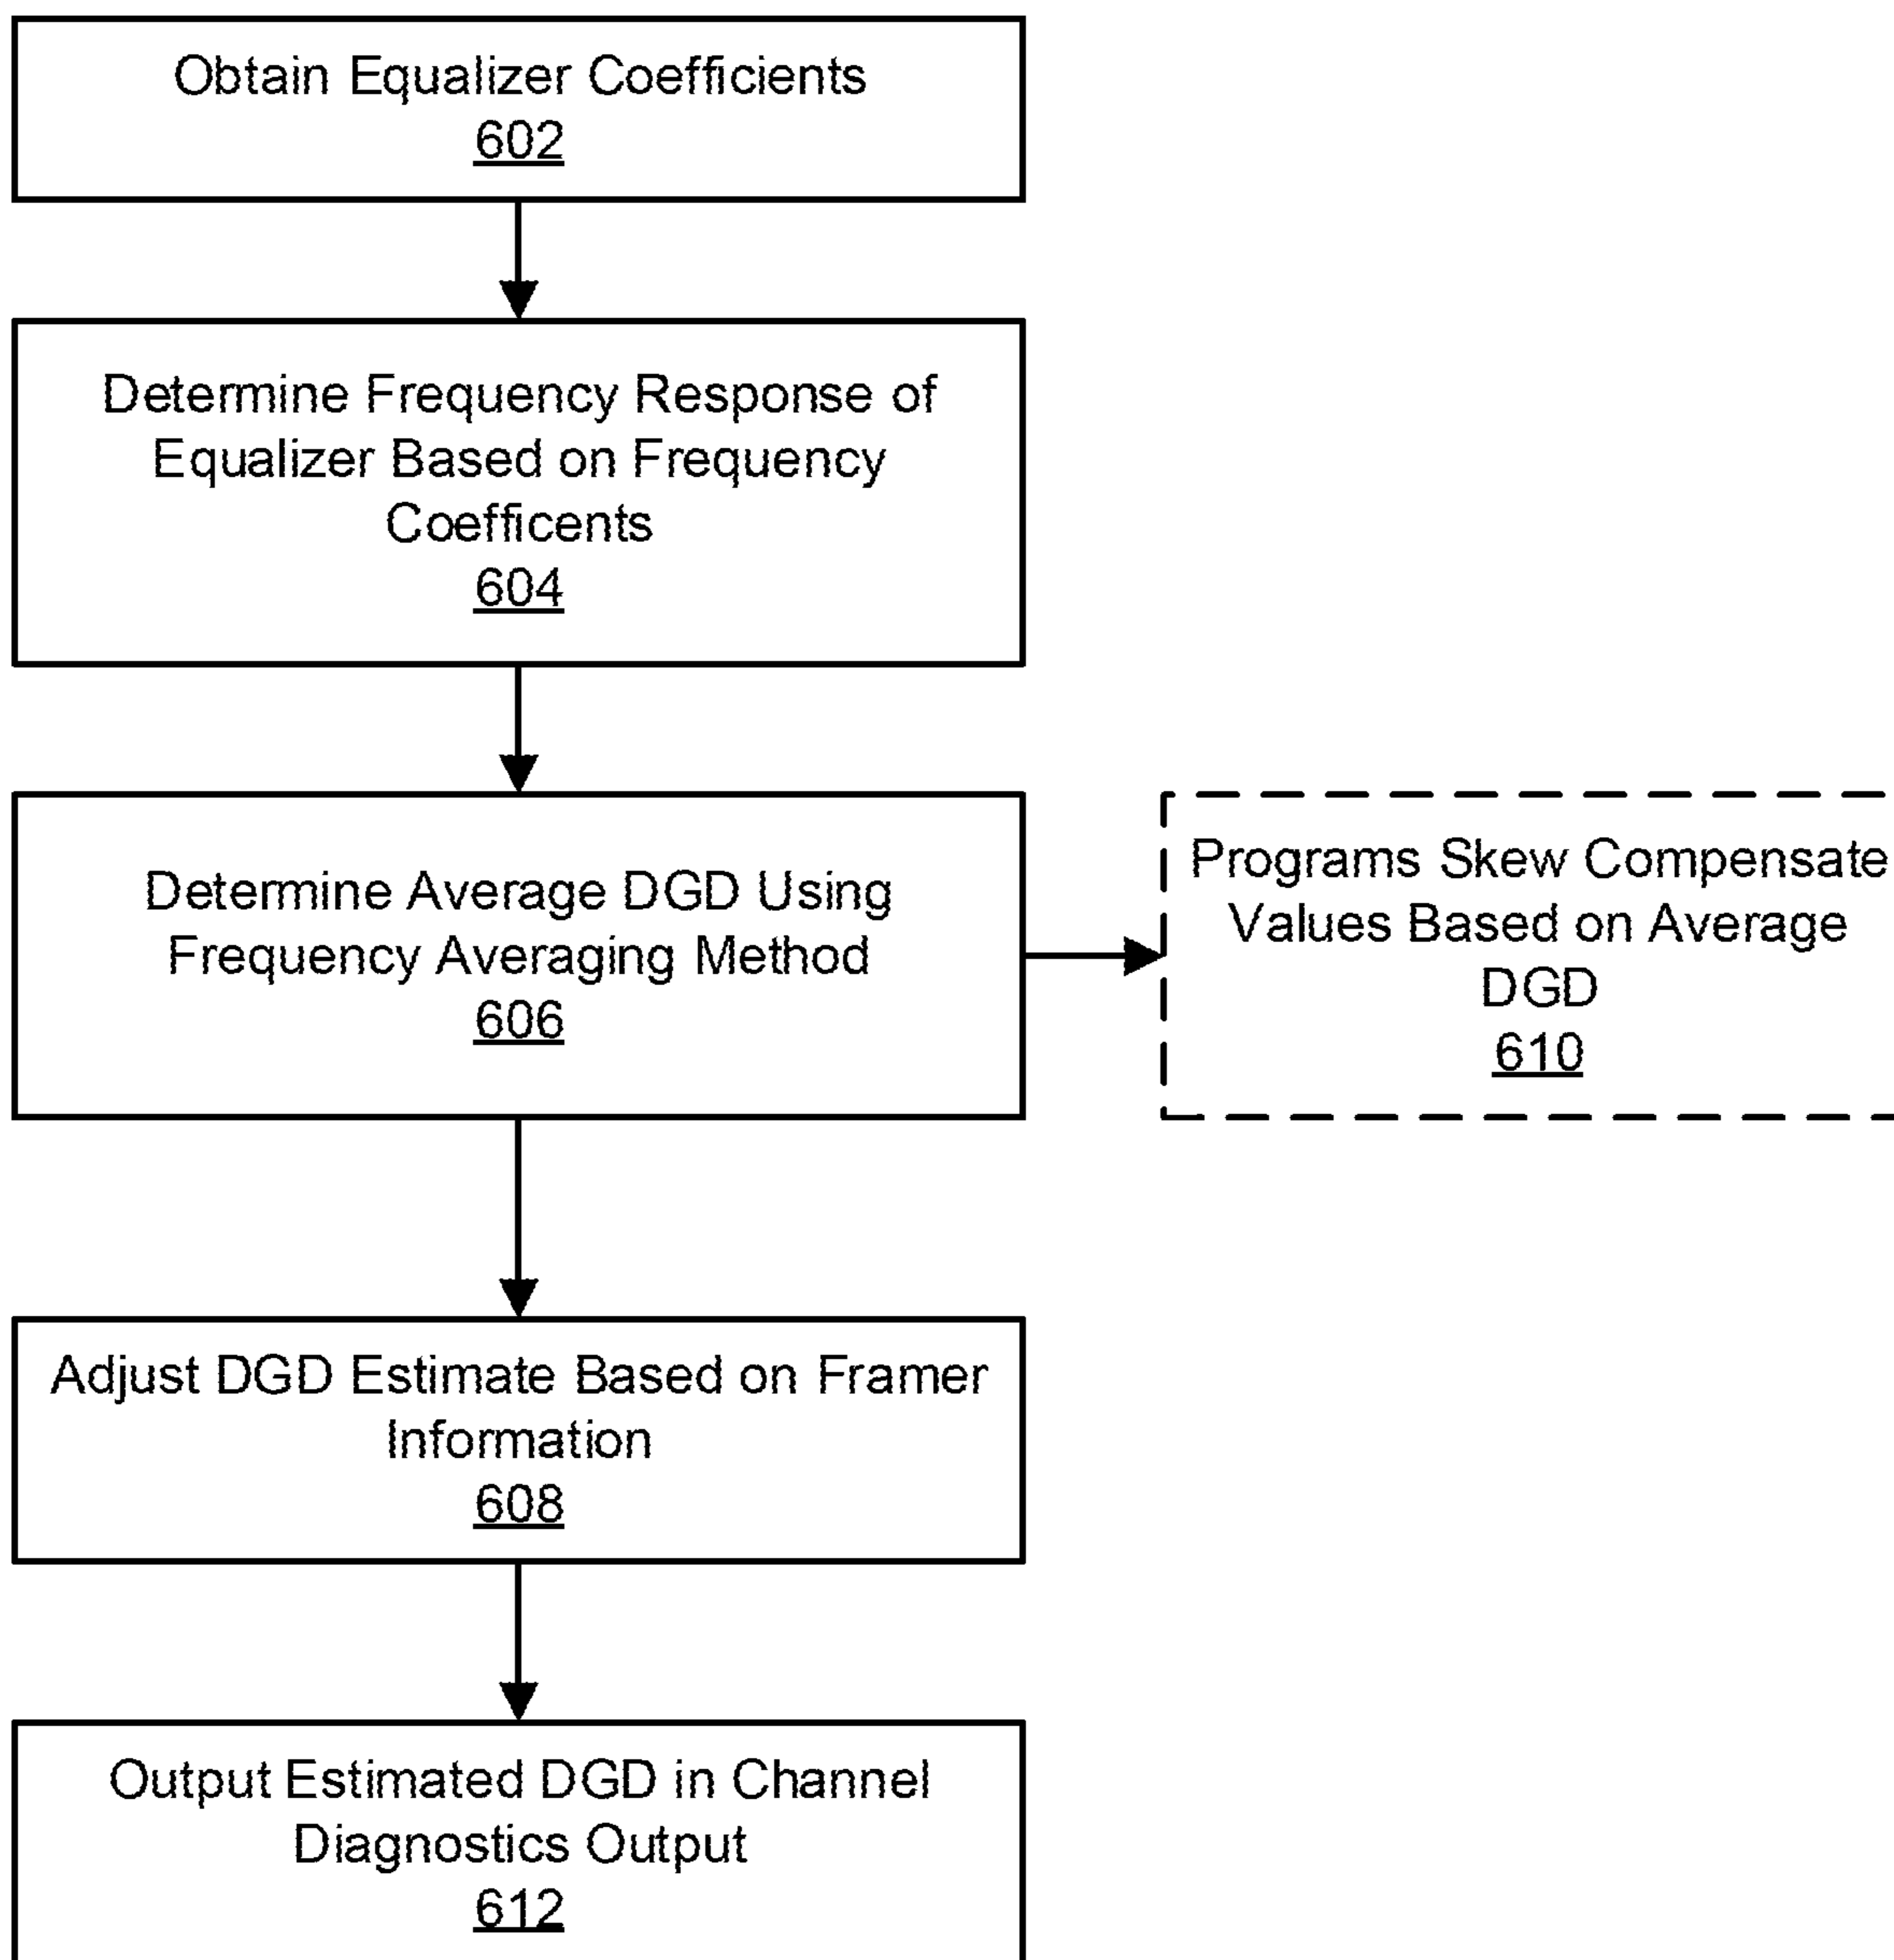 Obtain Equalizer Coefficients
602
Determine Frequency Response of
Equalizer Based on Frequency
Coefficents
604
Determine Average DGD Using
Frequency Averaging Method
606
Programs Skew Compensate
Values Based on Average
DGD
610
Adjust DGD Estimate Based on Framer
Information
608
Output Estimated DGD in Channel
Diagnostics Output
612